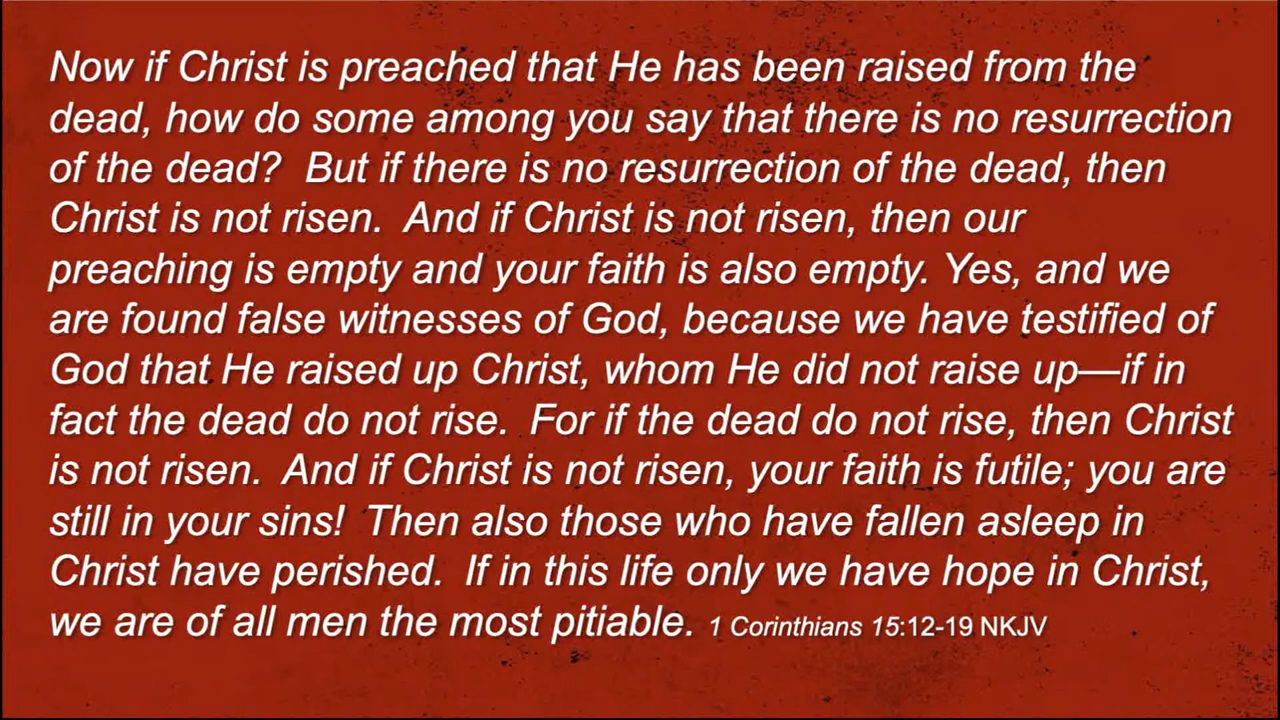 Now if Christ is preached that He has been raised from the
dead, how do some among you say that there is no resurrection
of the dead?  But if there is no resurrection of the dead, then
Christ is not risen.  And if Christ is not risen, then our
preaching is empty and your faith is also empty. Yes, and we
are found false witnesses of God, because we have testified of
God that He raised up Christ, whom He did not raise up—if in
fact the dead do not rise.  For if the dead do not rise, then Christ
is not risen.  And if Christ is not risen, your faith is futile; you are
still in your sins!  Then also those who have fallen asleep in
Christ have perished.  If in this life only we have hope in Christ,
we are of all men the most pitiable. 1 Corinthians 15:12-19 NKJV